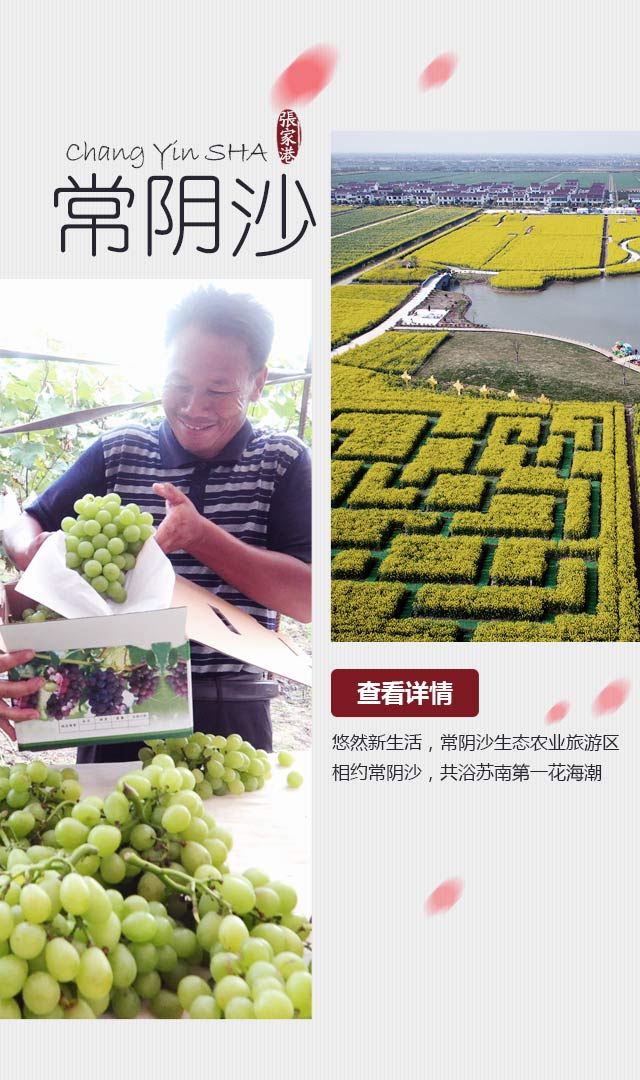 Chang Yin SHA
張家港
常阴沙
查看详情
悠然新生活，常阴沙生态农业旅游区
相约常阴沙，共浴苏南第一花海潮